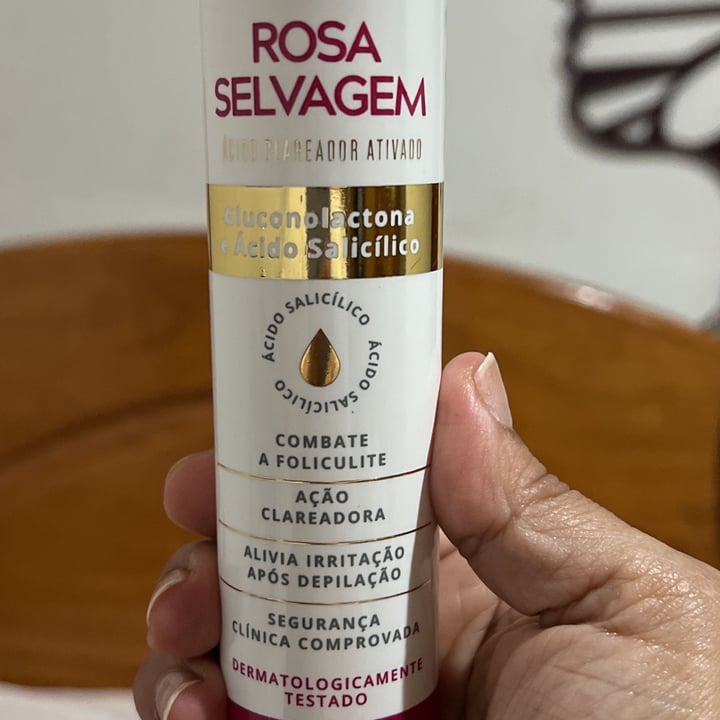 ROSA
SELVAGEM
ÁCIDO CLAREADOR ATIVADO
Gluconolactona
e Ácido Salicílico
ÁCIDO SALICÍLICO
ÁCIDO SALICÍLICO
COMBATE
A FOLICULITE
AÇÃO
CLAREADORA
ALIVIA IRRITAÇÃO
APÓS DEPILAÇÃO
SEGURANÇA
CLÍNICA COMPROVADA
DERMATOLOGICAMENTE
TESTADO